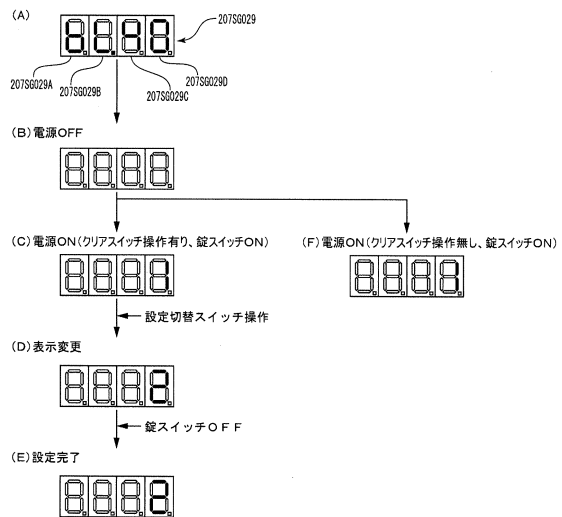 (A)
207SG029
207SG029A
207SG029B
207SG029C
207SG029D
(B)電源OFF
(C)電源ON(クリアスイッチ操作有り、錠スイッチON)
(F)電源ON(クリアスイッチ操作無し、錠スイッチON)
設定切替スイッチ操作
(D)表示変更
錠スイッチOFF
(E)設定完了